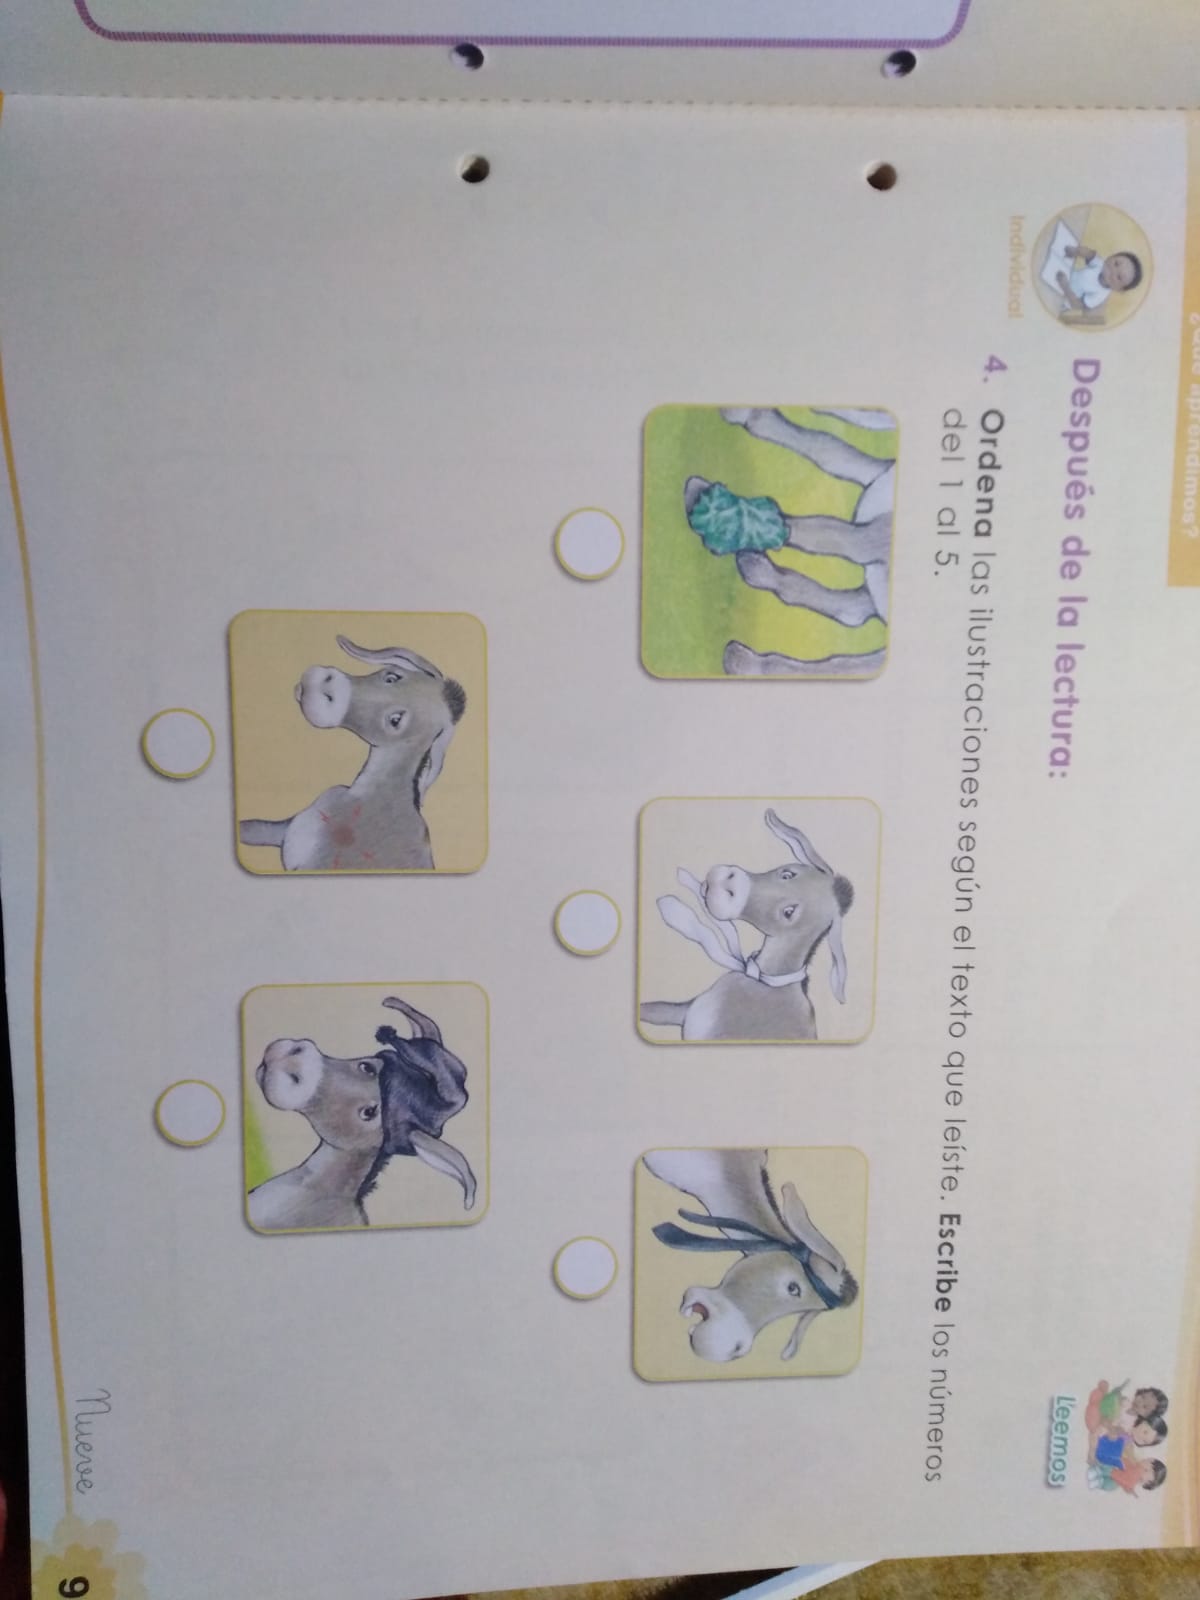 ¿Qué aprendimos?
Individual
Después de la lectura:
Leemos
4. Ordena las ilustraciones según el texto que leíste. Escribe los números
del 1 al 5.
Nueve
9